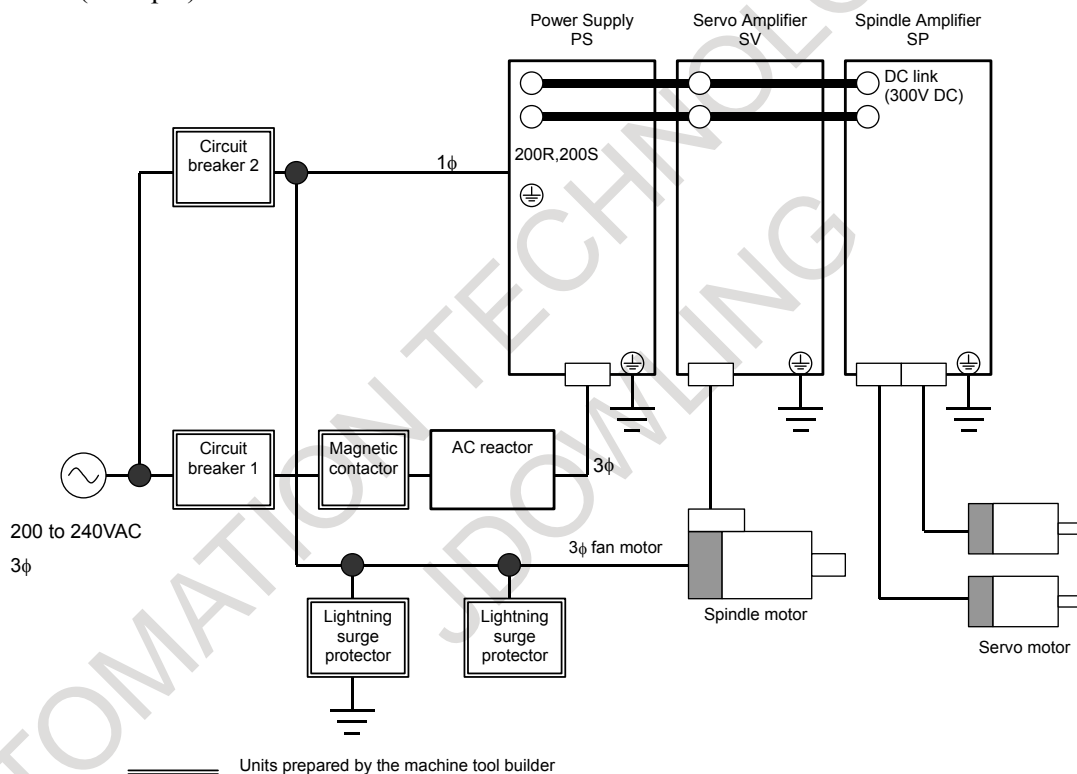 Power Supply
PS
Servo Amplifier
SV
Spindle Amplifier
SP
DC link
(300V DC)
Circuit
breaker 2
1ϕ
200R,200S
Circuit
breaker 1
Magnetic
contactor
AC reactor
3ϕ
200 to 240VAC
3ϕ
3ϕ fan motor
Lightning
surge
protector
Lightning
surge
protector
Spindle motor
Servo motor
Units prepared by the machine tool builder
JDOWLING